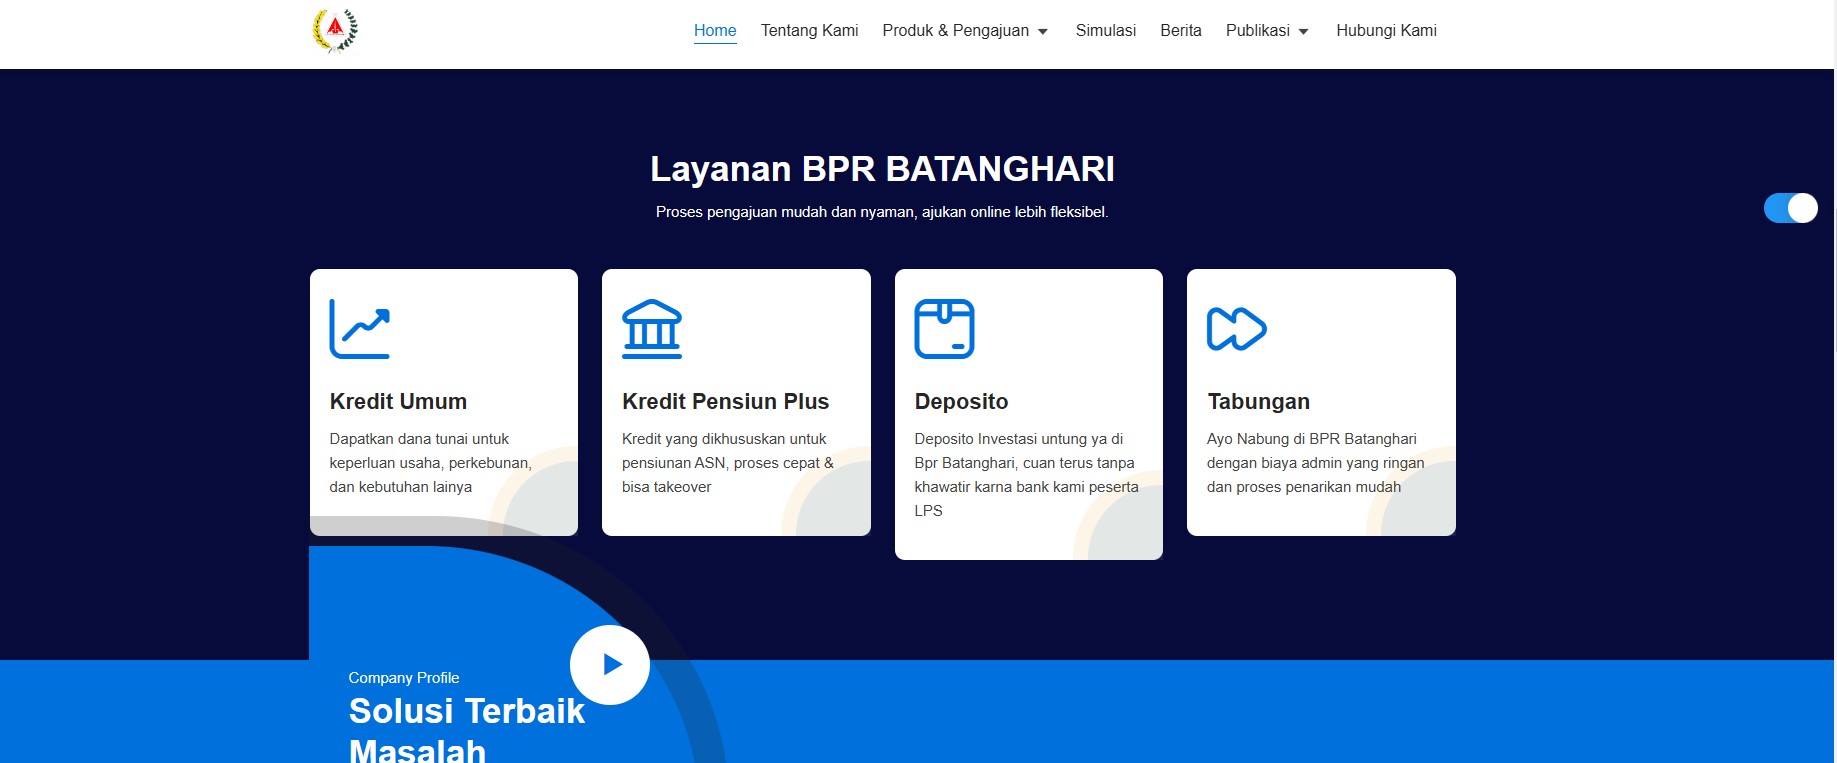 Home Tentang Kami Produk & Pengajuan Simulasi Berita Publikasi Hubungi Kami
Layanan BPR BATANGHARI
Proses pengajuan mudah dan nyaman, ajukan online lebih fleksibel.
Kredit Umum
Dapatkan dana tunai untuk
keperluan usaha, perkebunan,
dan kebutuhan lainya
Kredit Pensiun Plus
Kredit yang dikhususkan untuk
pensiunan ASN, proses cepat &
bisa takeover
Deposito
Deposito Investasi untung ya di
Bpr Batanghari, cuan terus tanpa
khawatir karna bank kami peserta
LPS
Tabungan
Ayo Nabung di BPR Batanghari
dengan biaya admin yang ringan
dan proses penarikan mudah
Company Profile
Solusi Terbaik
Masalah